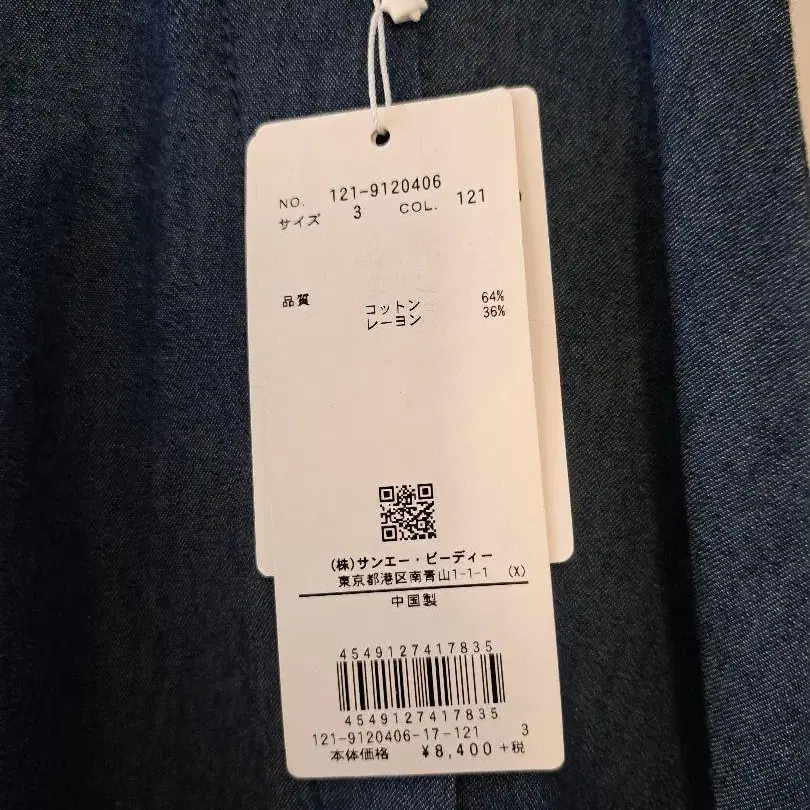 NO. 121-9120406
サイズ 3 COL. 121
品質 コットン 64%
レーヨン 36%
(株)サンエー・ビーディー
東京都港区南青山1-1-1 (X)
中国製
4549127417835
4549127417835
121-9120406-17-121 3
本体価格 ¥8,400+税